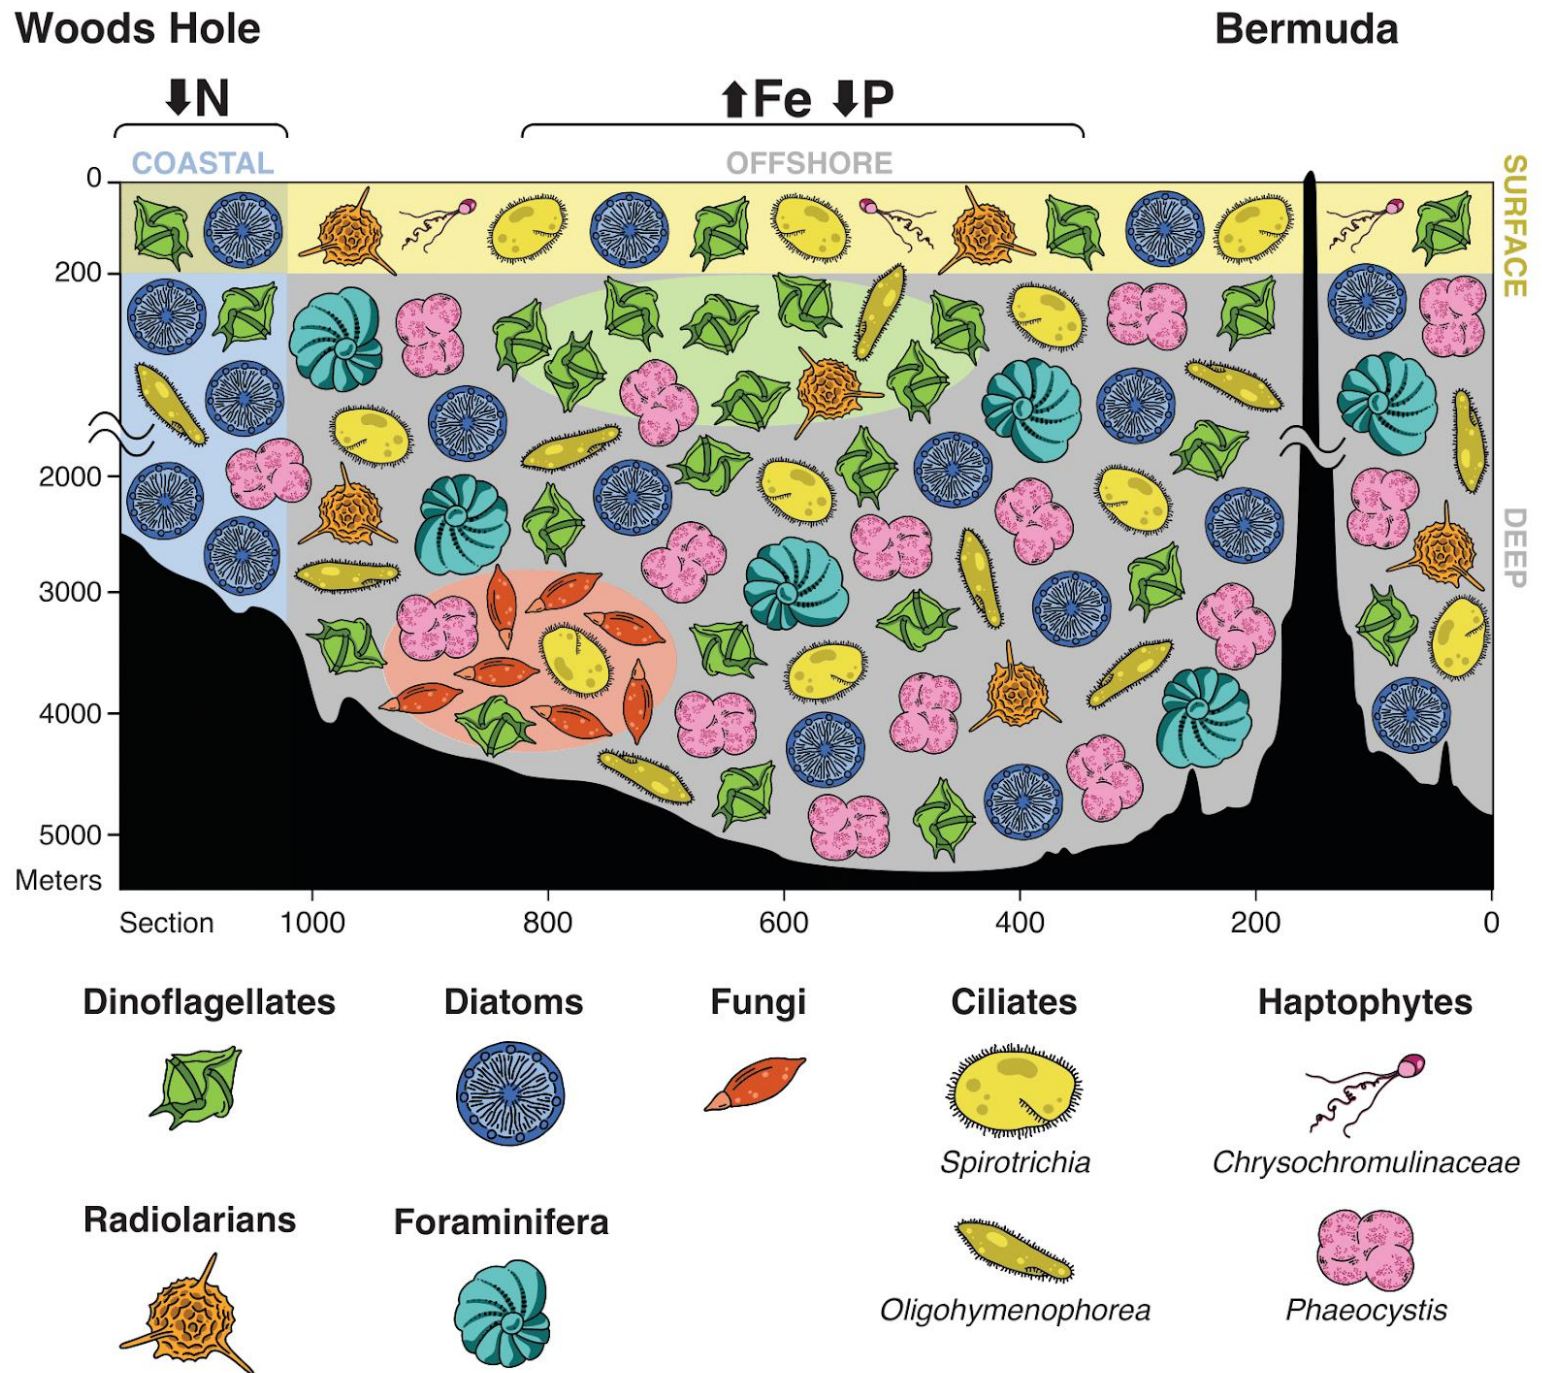 Woods Hole
Bermuda
⬇N
⬆Fe ⬇P
COASTAL
OFFSHORE
SURFACE
DEEP
0
200
2000
3000
4000
5000
Meters
Section 1000 800 600 400 200 0
Dinoflagellates
Diatoms
Fungi
Ciliates
Haptophytes
Spirotrichia
Chrysochromulinaceae
Radiolarians
Foraminifera
Oligohymenophorea
Phaeocystis